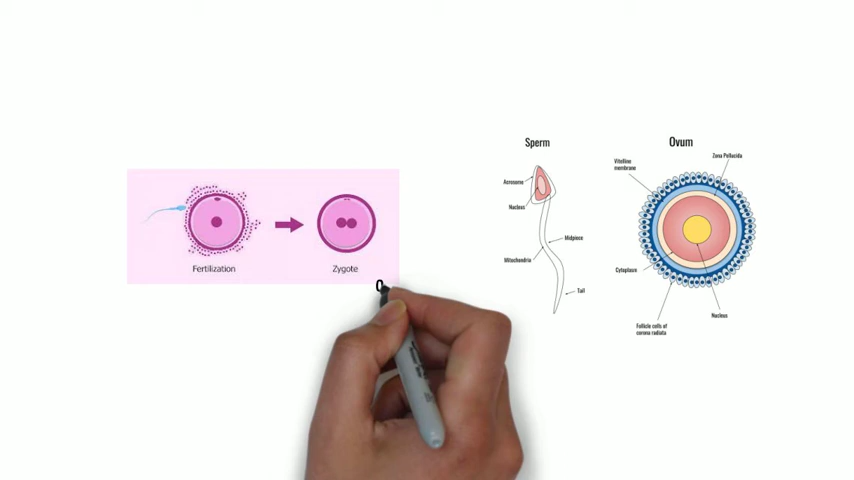 Fertilization
Zygote
Sperm
Acrosome
Nucleus
Midpiece
Mitochondria
Tail
Ovum
Vitelline
membrane
Zona Pellucida
Cytoplasm
Nucleus
Follicle cells of
corona radiata